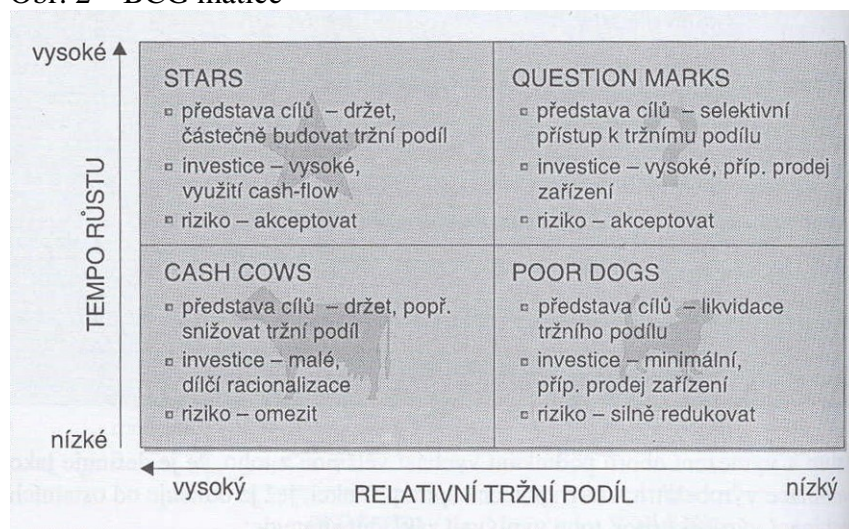 Obr. 2 – BCG matice
vysoké
STARS
▫ představa cílů – držet,
částečně budovat tržní podíl
▫ investice – vysoké,
využití cash-flow
▫ riziko – akceptovat
QUESTION MARKS
▫ představa cílů – selektivní
přístup k tržnímu podílu
▫ investice – vysoké, příp. prodej
zařízení
▫ riziko – akceptovat
TEMPO RŮSTU
CASH COWS
▫ představa cílů – držet, popř.
snižovat tržní podíl
▫ investice – malé,
dílčí racionalizace
▫ riziko – omezit
POOR DOGS
▫ představa cílů – likvidace
tržního podílu
▫ investice – minimální,
příp. prodej zařízení
▫ riziko – silně redukovat
nízké
vysoký
RELATIVNÍ TRŽNÍ PODÍL
nízký